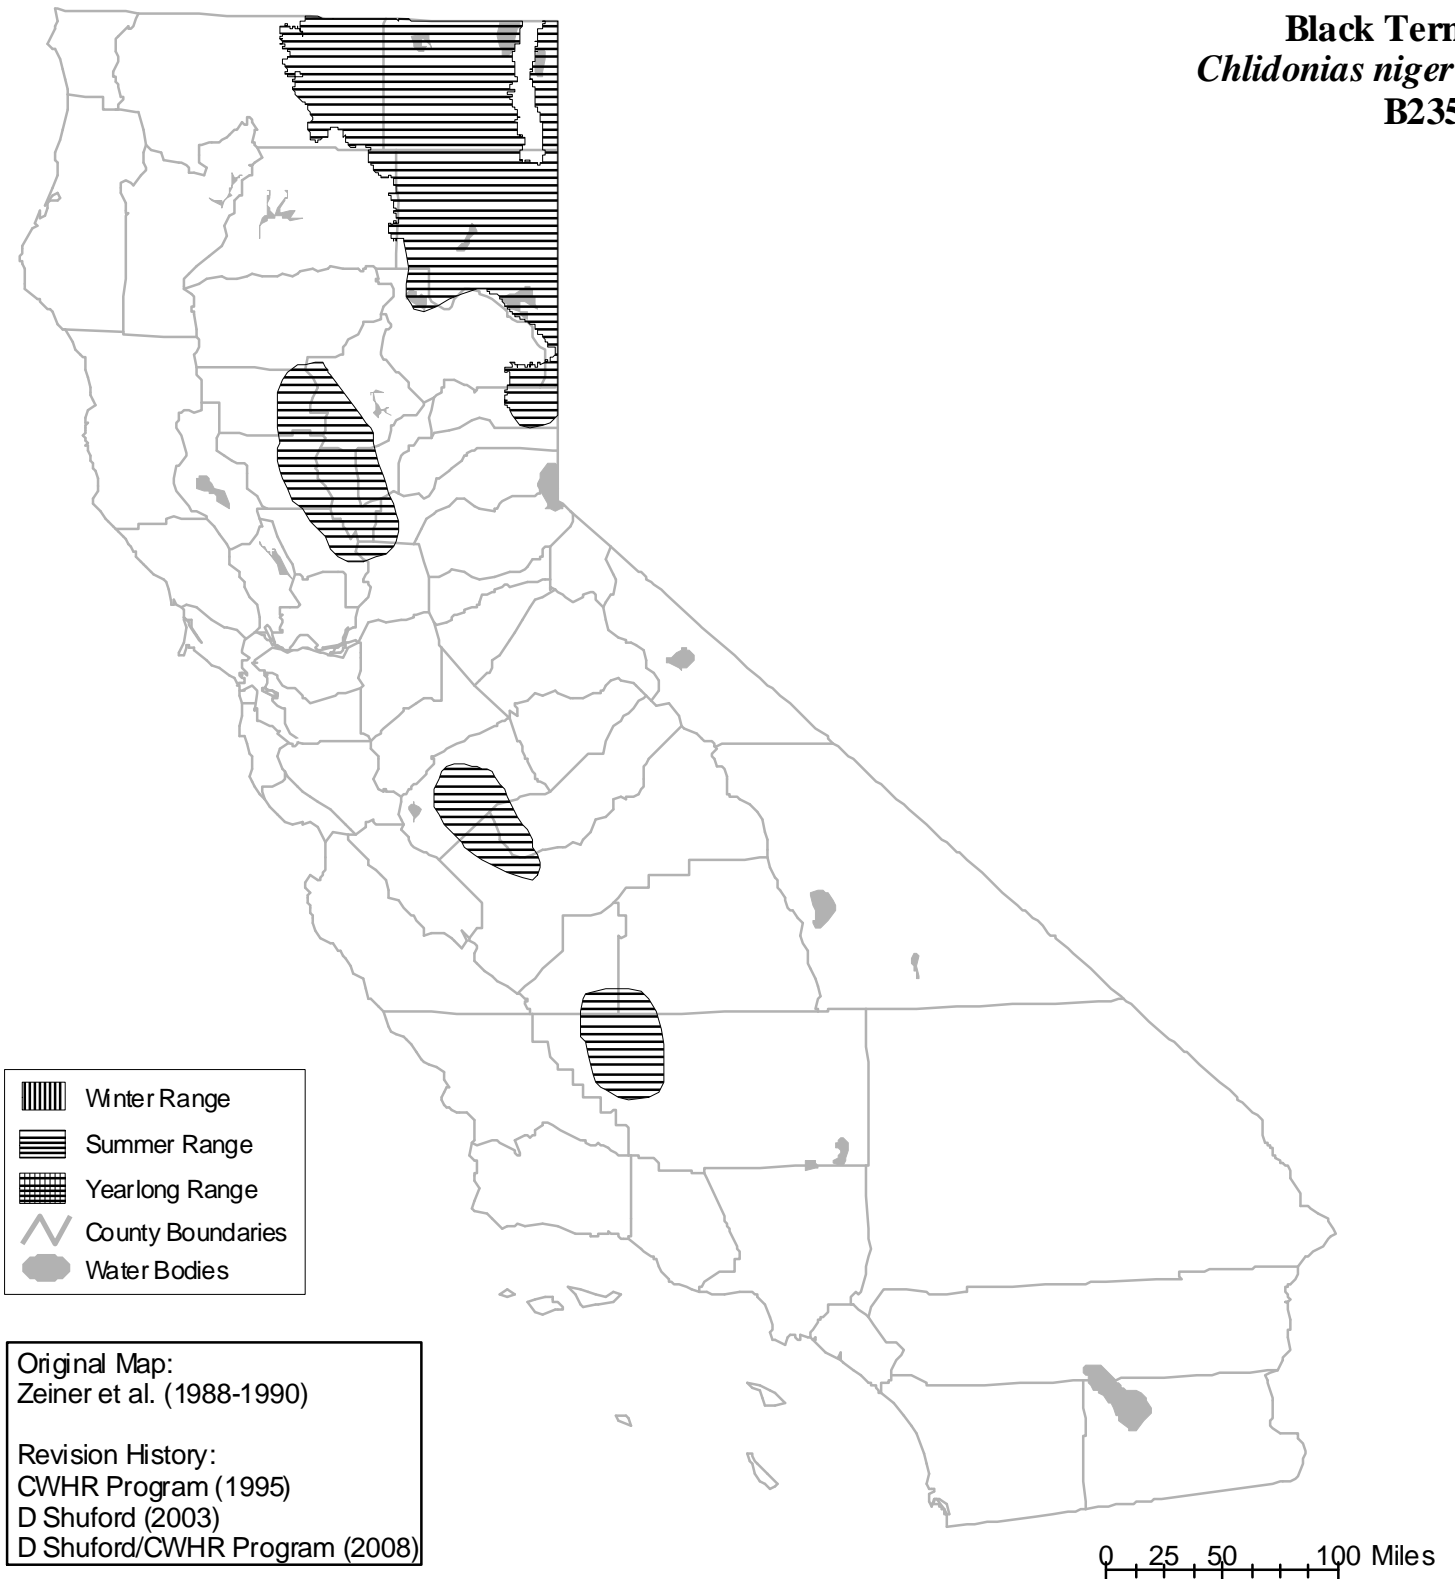 Black Tern
Chlidonias niger
B235
Winter Range
Summer Range
Yearlong Range
County Boundaries
Water Bodies
Original Map:
Zeiner et al. (1988-1990)
Revision History:
CWHR Program (1995)
D Shuford (2003)
D Shuford/CWHR Program (2008)
0 25 50 100 Miles